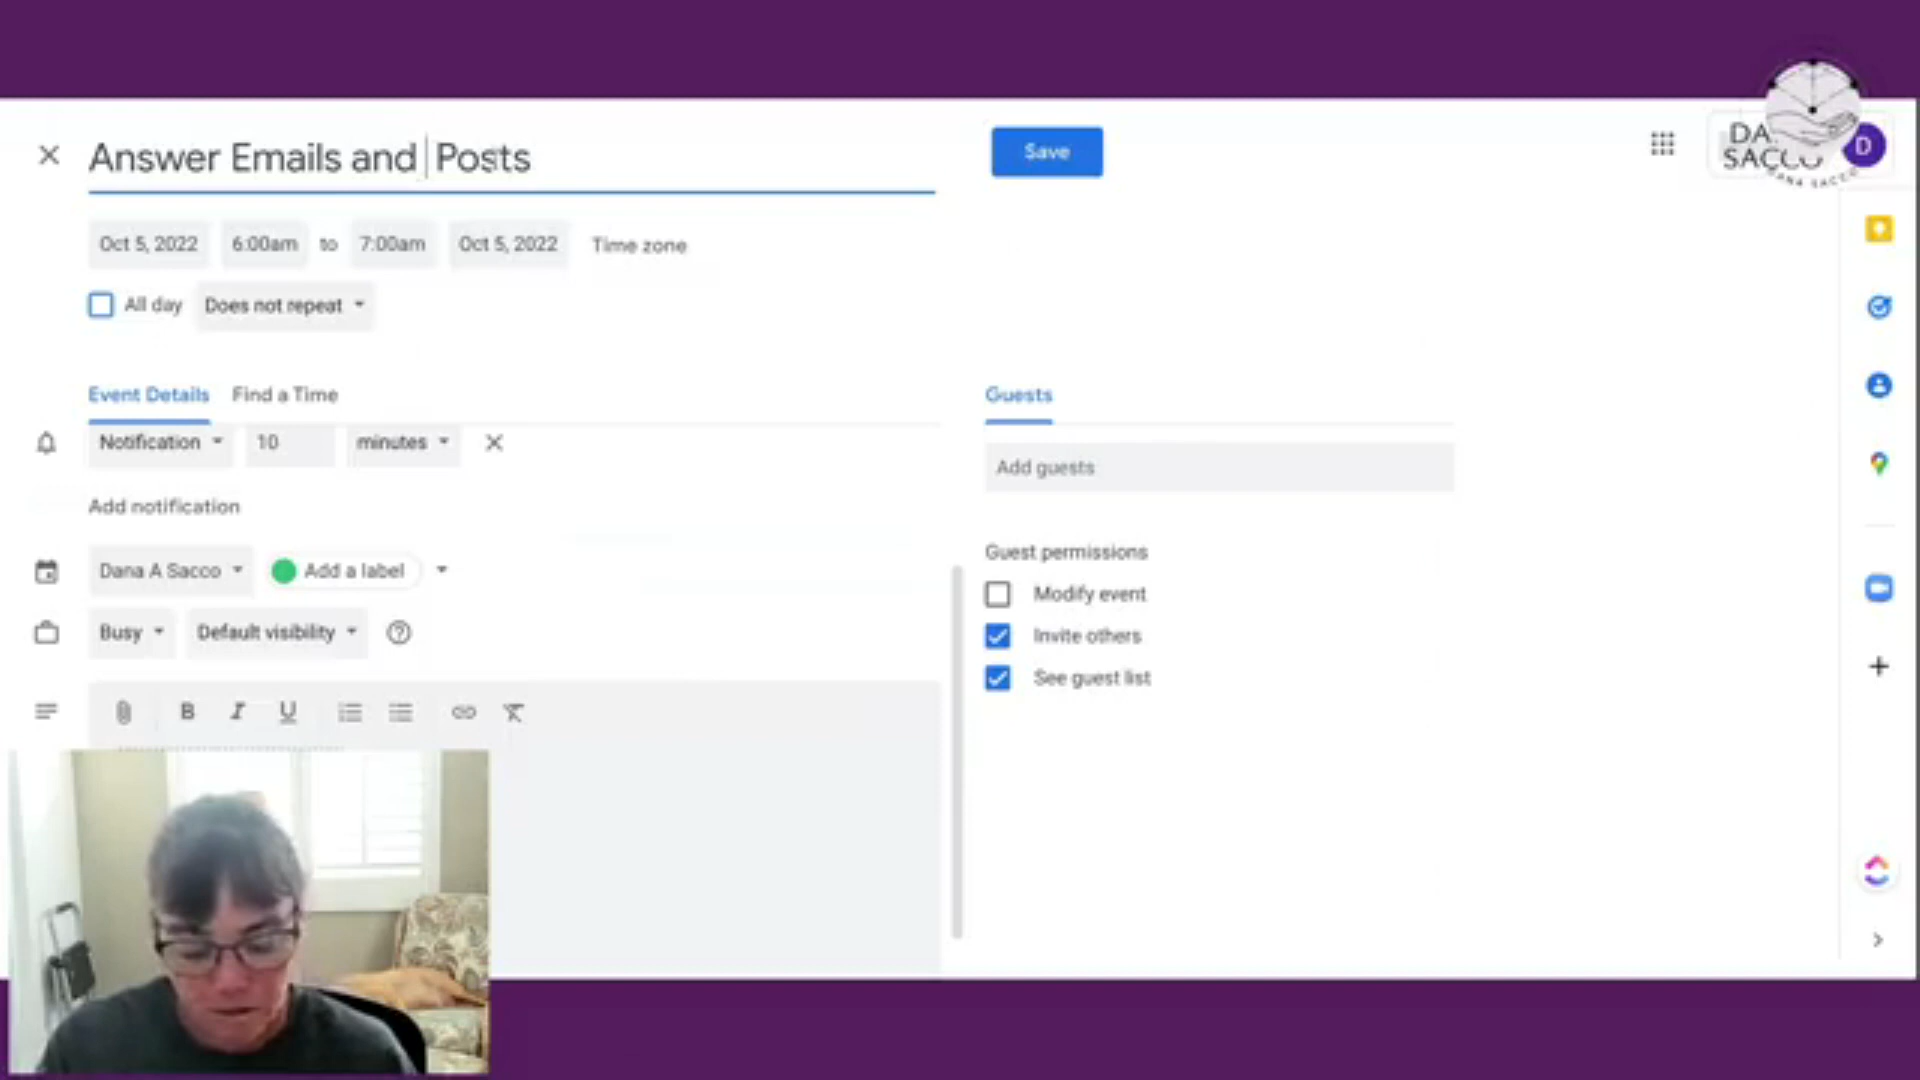 Answer Emails and Posts
Save
DA
SACCO
D
DANA SACCO
Oct 5, 2022 6:00am to 7:00am Oct 5, 2022 Time zone
All day Does not repeat
Event Details Find a Time
Guests
Notification 10 minutes
Add guests
Add notification
Guest permissions
Dana A Sacco Add a label
Modify event
Busy Default visibility
Invite others
See guest list
B I U